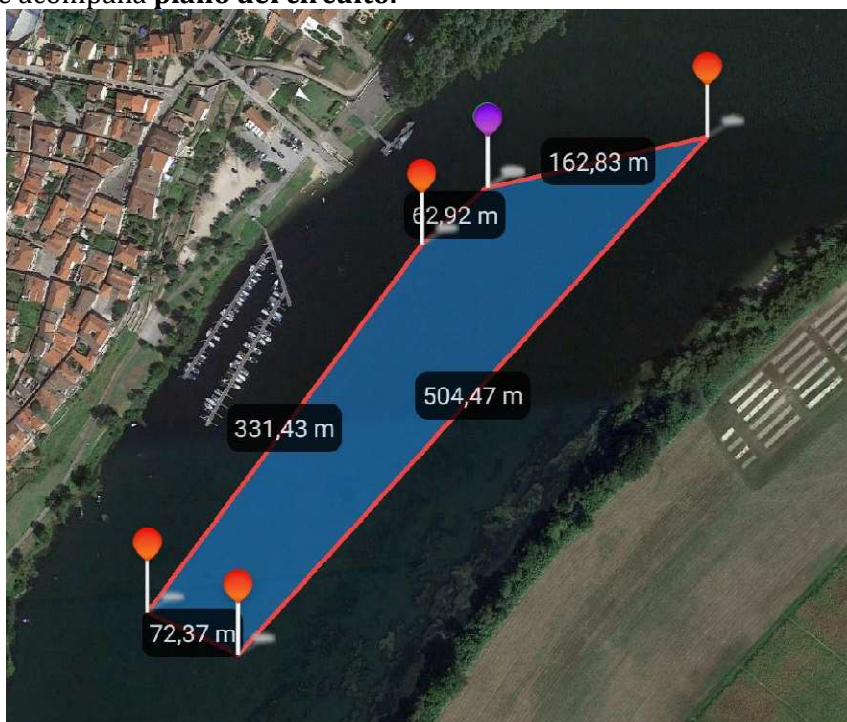 e acompaña plano del circuito.
162,83 m
62,92 m
504,47 m
331,43 m
72,37 m